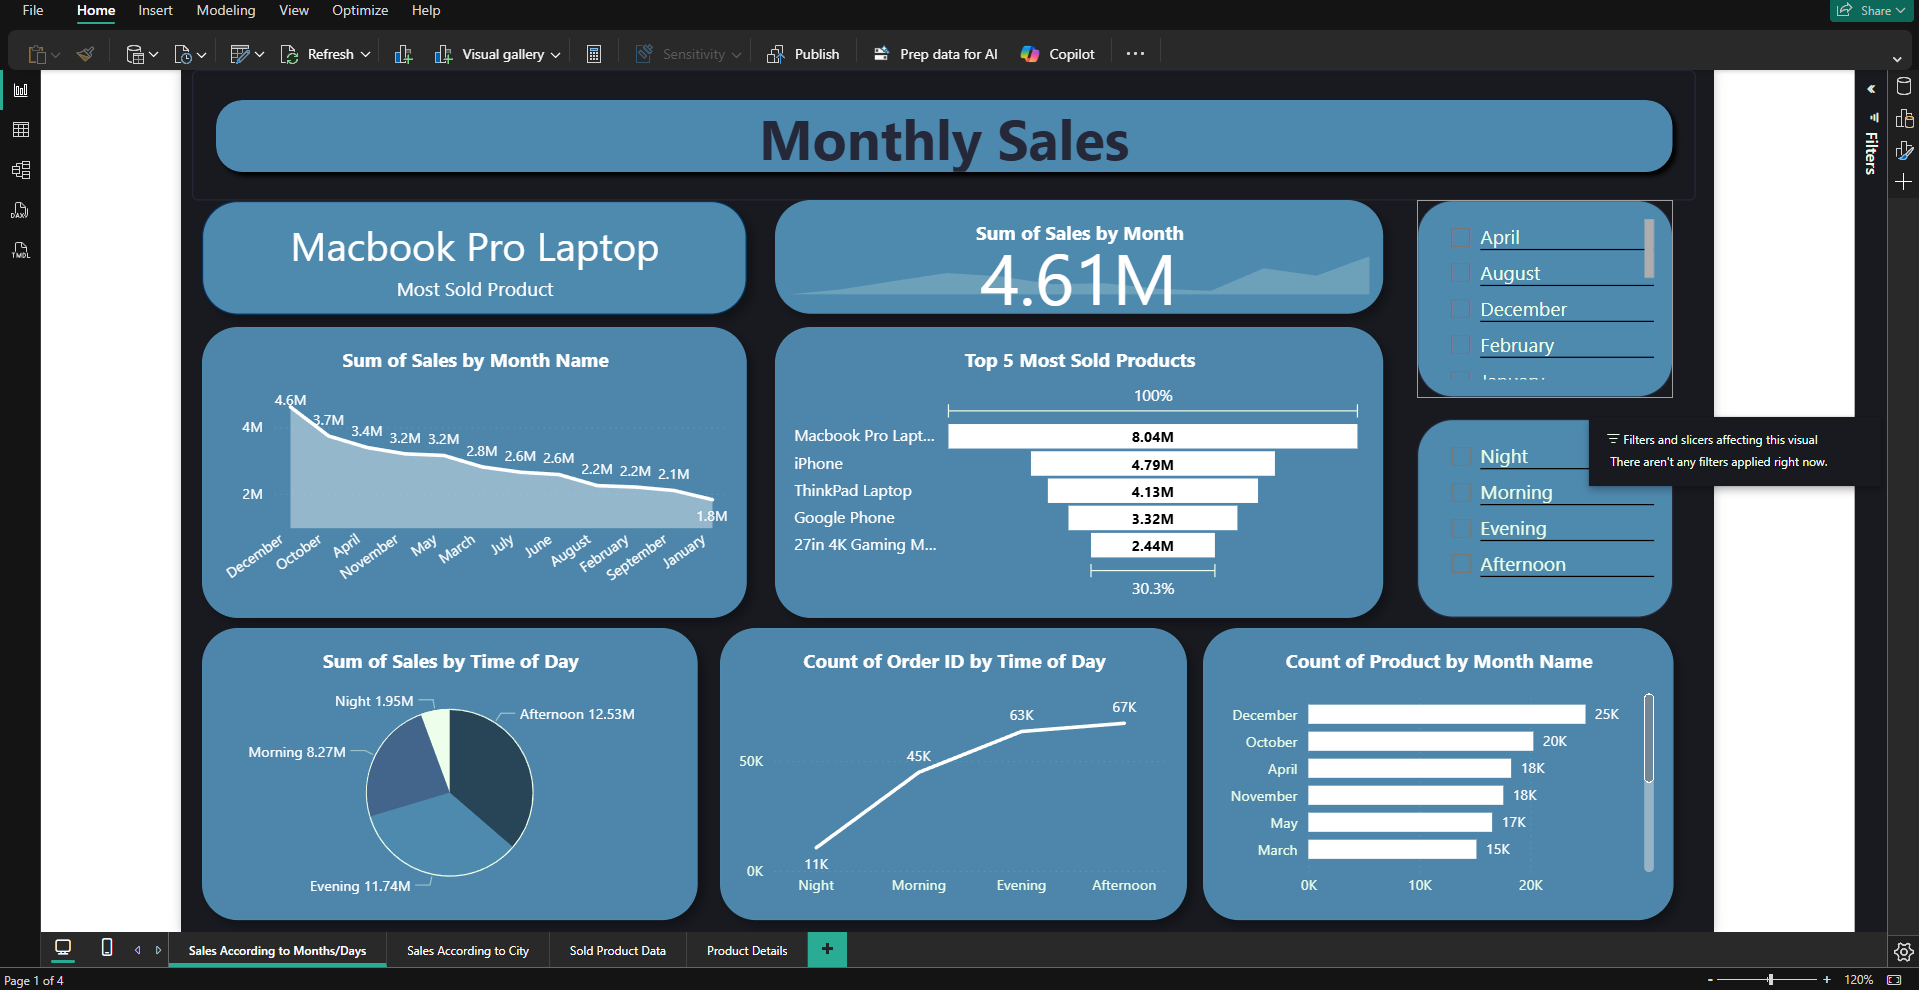 File Home Insert Modeling View Optimize Help
Share
Refresh Visual gallery Sensitivity Publish Prep data for AI Copilot
Filters
DAX
TMDL
Monthly Sales
Macbook Pro Laptop
Most Sold Product
Sum of Sales by Month
4.61M
April
August
December
February
January
Sum of Sales by Month Name
4M
2M
4.6M
3.7M
3.4M
3.2M
3.2M
2.8M
2.6M
2.6M
2.2M
2.2M
2.1M
1.8M
December
October
April
November
May
March
July
June
August
February
September
January
Top 5 Most Sold Products
100%
Macbook Pro Lapt... 8.04M
iPhone 4.79M
ThinkPad Laptop 4.13M
Google Phone 3.32M
27in 4K Gaming M... 2.44M
30.3%
Night
Morning
Evening
Afternoon
Filters and slicers affecting this visual
There aren't any filters applied right now.
Sum of Sales by Time of Day
Night 1.95M
Afternoon 12.53M
Morning 8.27M
Evening 11.74M
Count of Order ID by Time of Day
50K
0K
11K
45K
63K
67K
Night Morning Evening Afternoon
Count of Product by Month Name
December 25K
October 20K
April 18K
November 18K
May 17K
March 15K
0K 10K 20K
Sales According to Months/Days Sales According to City Sold Product Data Product Details
Page 1 of 4
120%